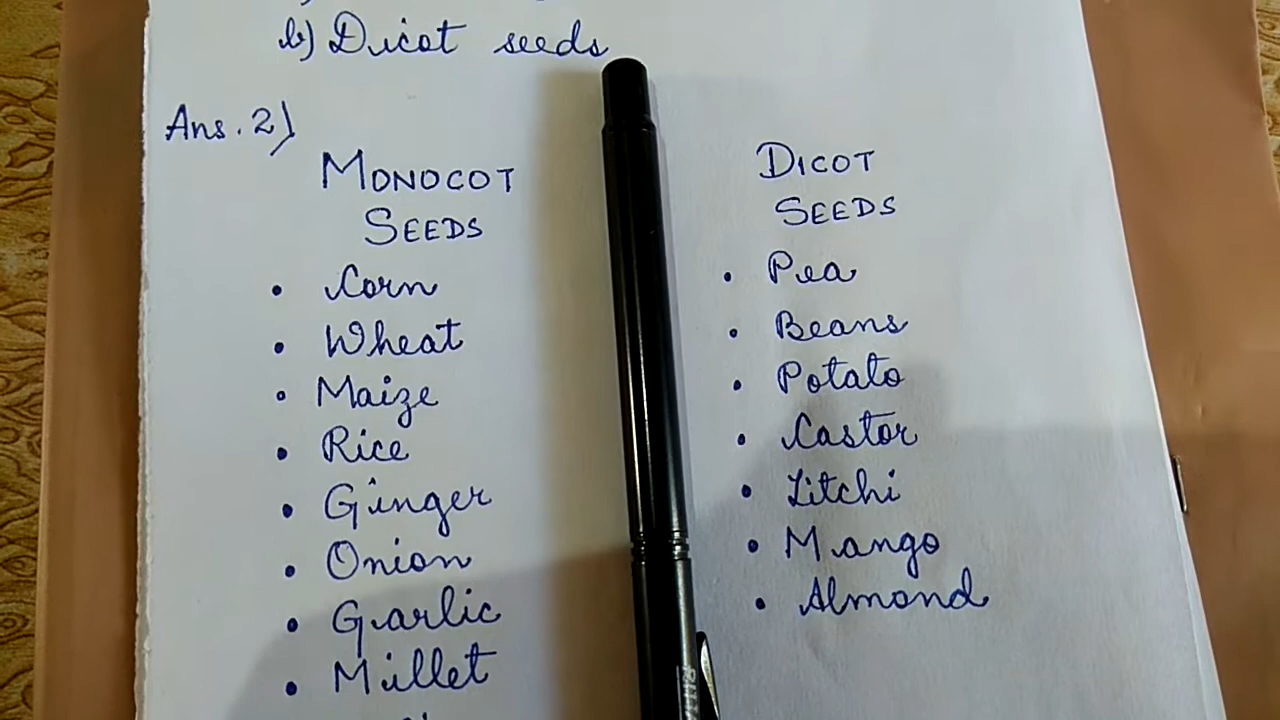 b) Dicot seeds
Ans. 2)
MONOCOT
SEEDS
• Corn
• Wheat
• Maize
• Rice
• Ginger
• Onion
• Garlic
• Millet
DICOT
SEEDS
• Pea
• Beans
• Potato
• Castor
• Litchi
• Mango
• Almond